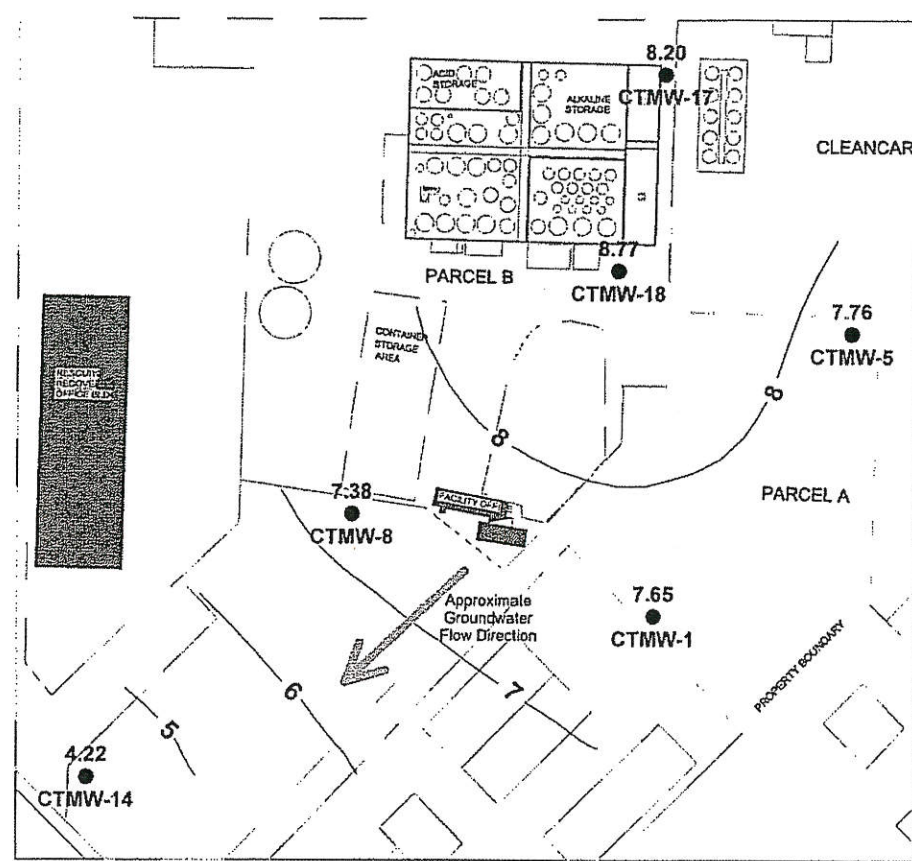 8.20
CTMW-17
ACID
STORAGE
ALKALINE
STORAGE
CLEANCAR
8.77
CTMW-18
PARCEL B
7.76
CTMW-5
CONTAINER
STORAGE
AREA
8
8
PARCEL A
7.38
CTMW-8
FACILITY OFFICE
Approximate
Groundwater
Flow Direction
7.65
CTMW-1
PROPERTY BOUNDARY
7
6
5
4.22
CTMW-14